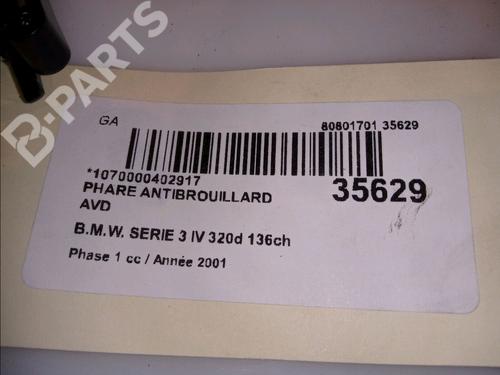 B-PARTS
GA
80801701 35629
*1070000402917
PHARE ANTIBROUILLARD
35629
AVD
B.M.W. SERIE 3 IV 320d 136ch
Phase 1 cc / Année 2001